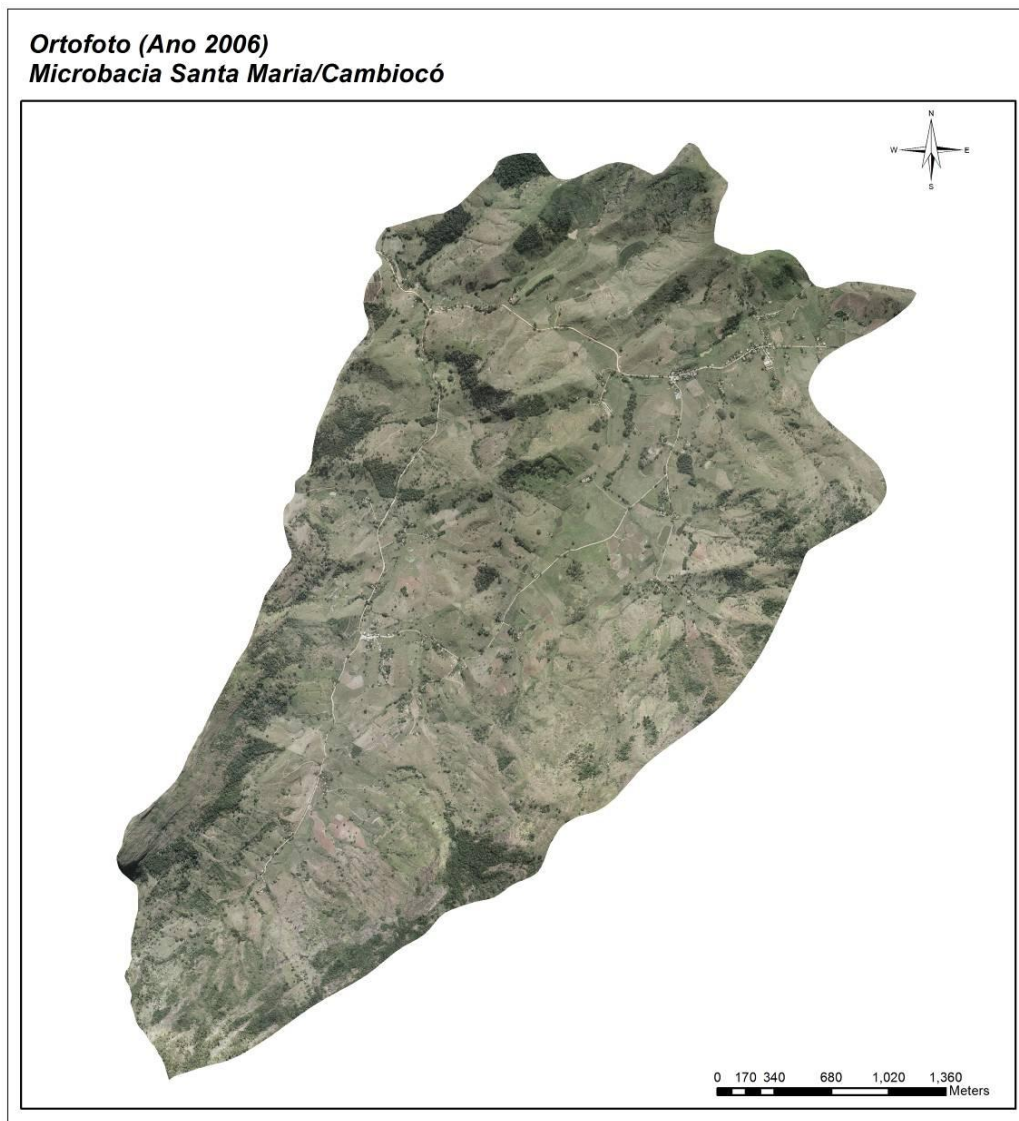 Ortofoto (Ano 2006)
Microbacia Santa Maria/Cambiocó
N
W E
S
0 170 340 680 1,020 1,360
Meters